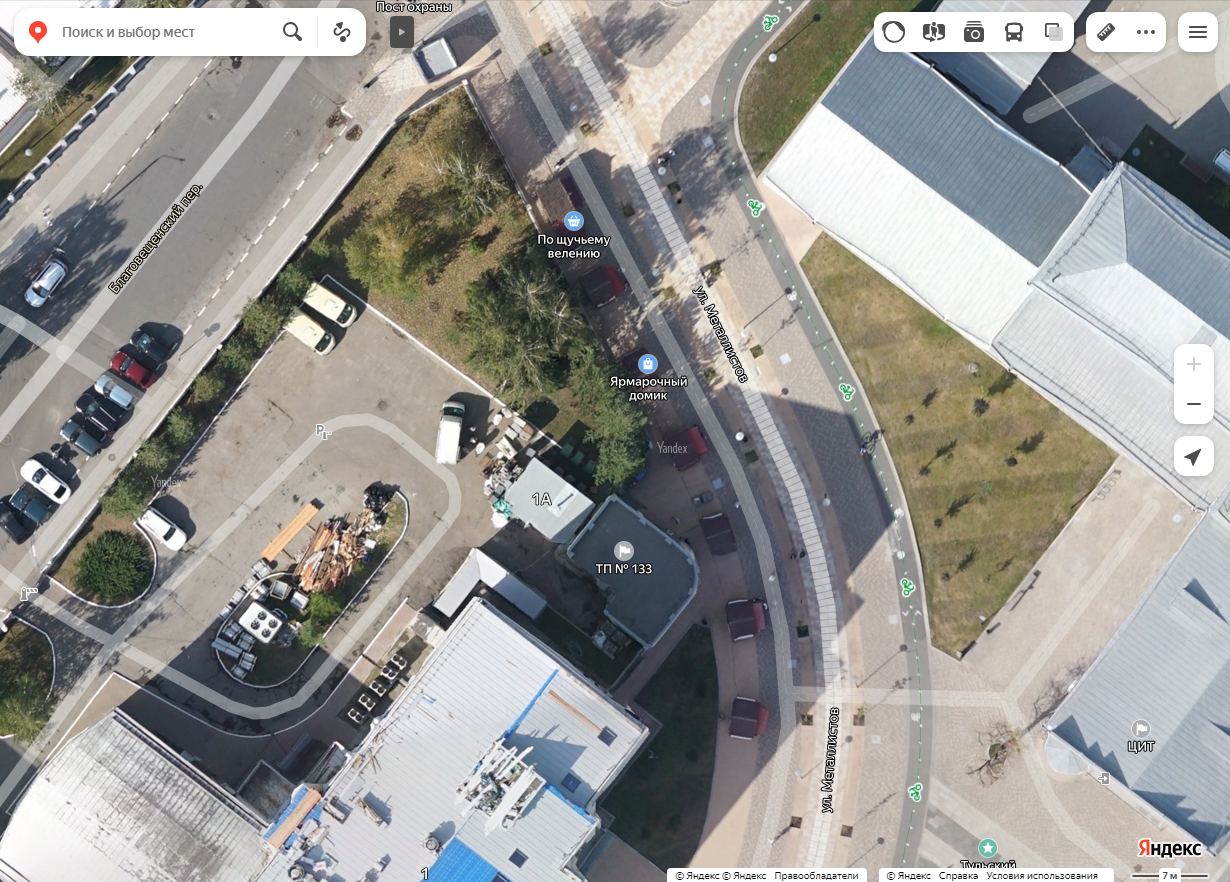 Пост охраны
Поиск и выбор мест
Благовещенский пер.
По щучьему
велению
ул. Металлистов
Ярмарочный
домик
Yandex
Yandex
1А
ТП № 133
P
ул. Металлистов
ЦИТ
1
Тульский
Яндекс
© Яндекс © Яндекс Правообладатели
© Яндекс Справка Условия использования
7 м